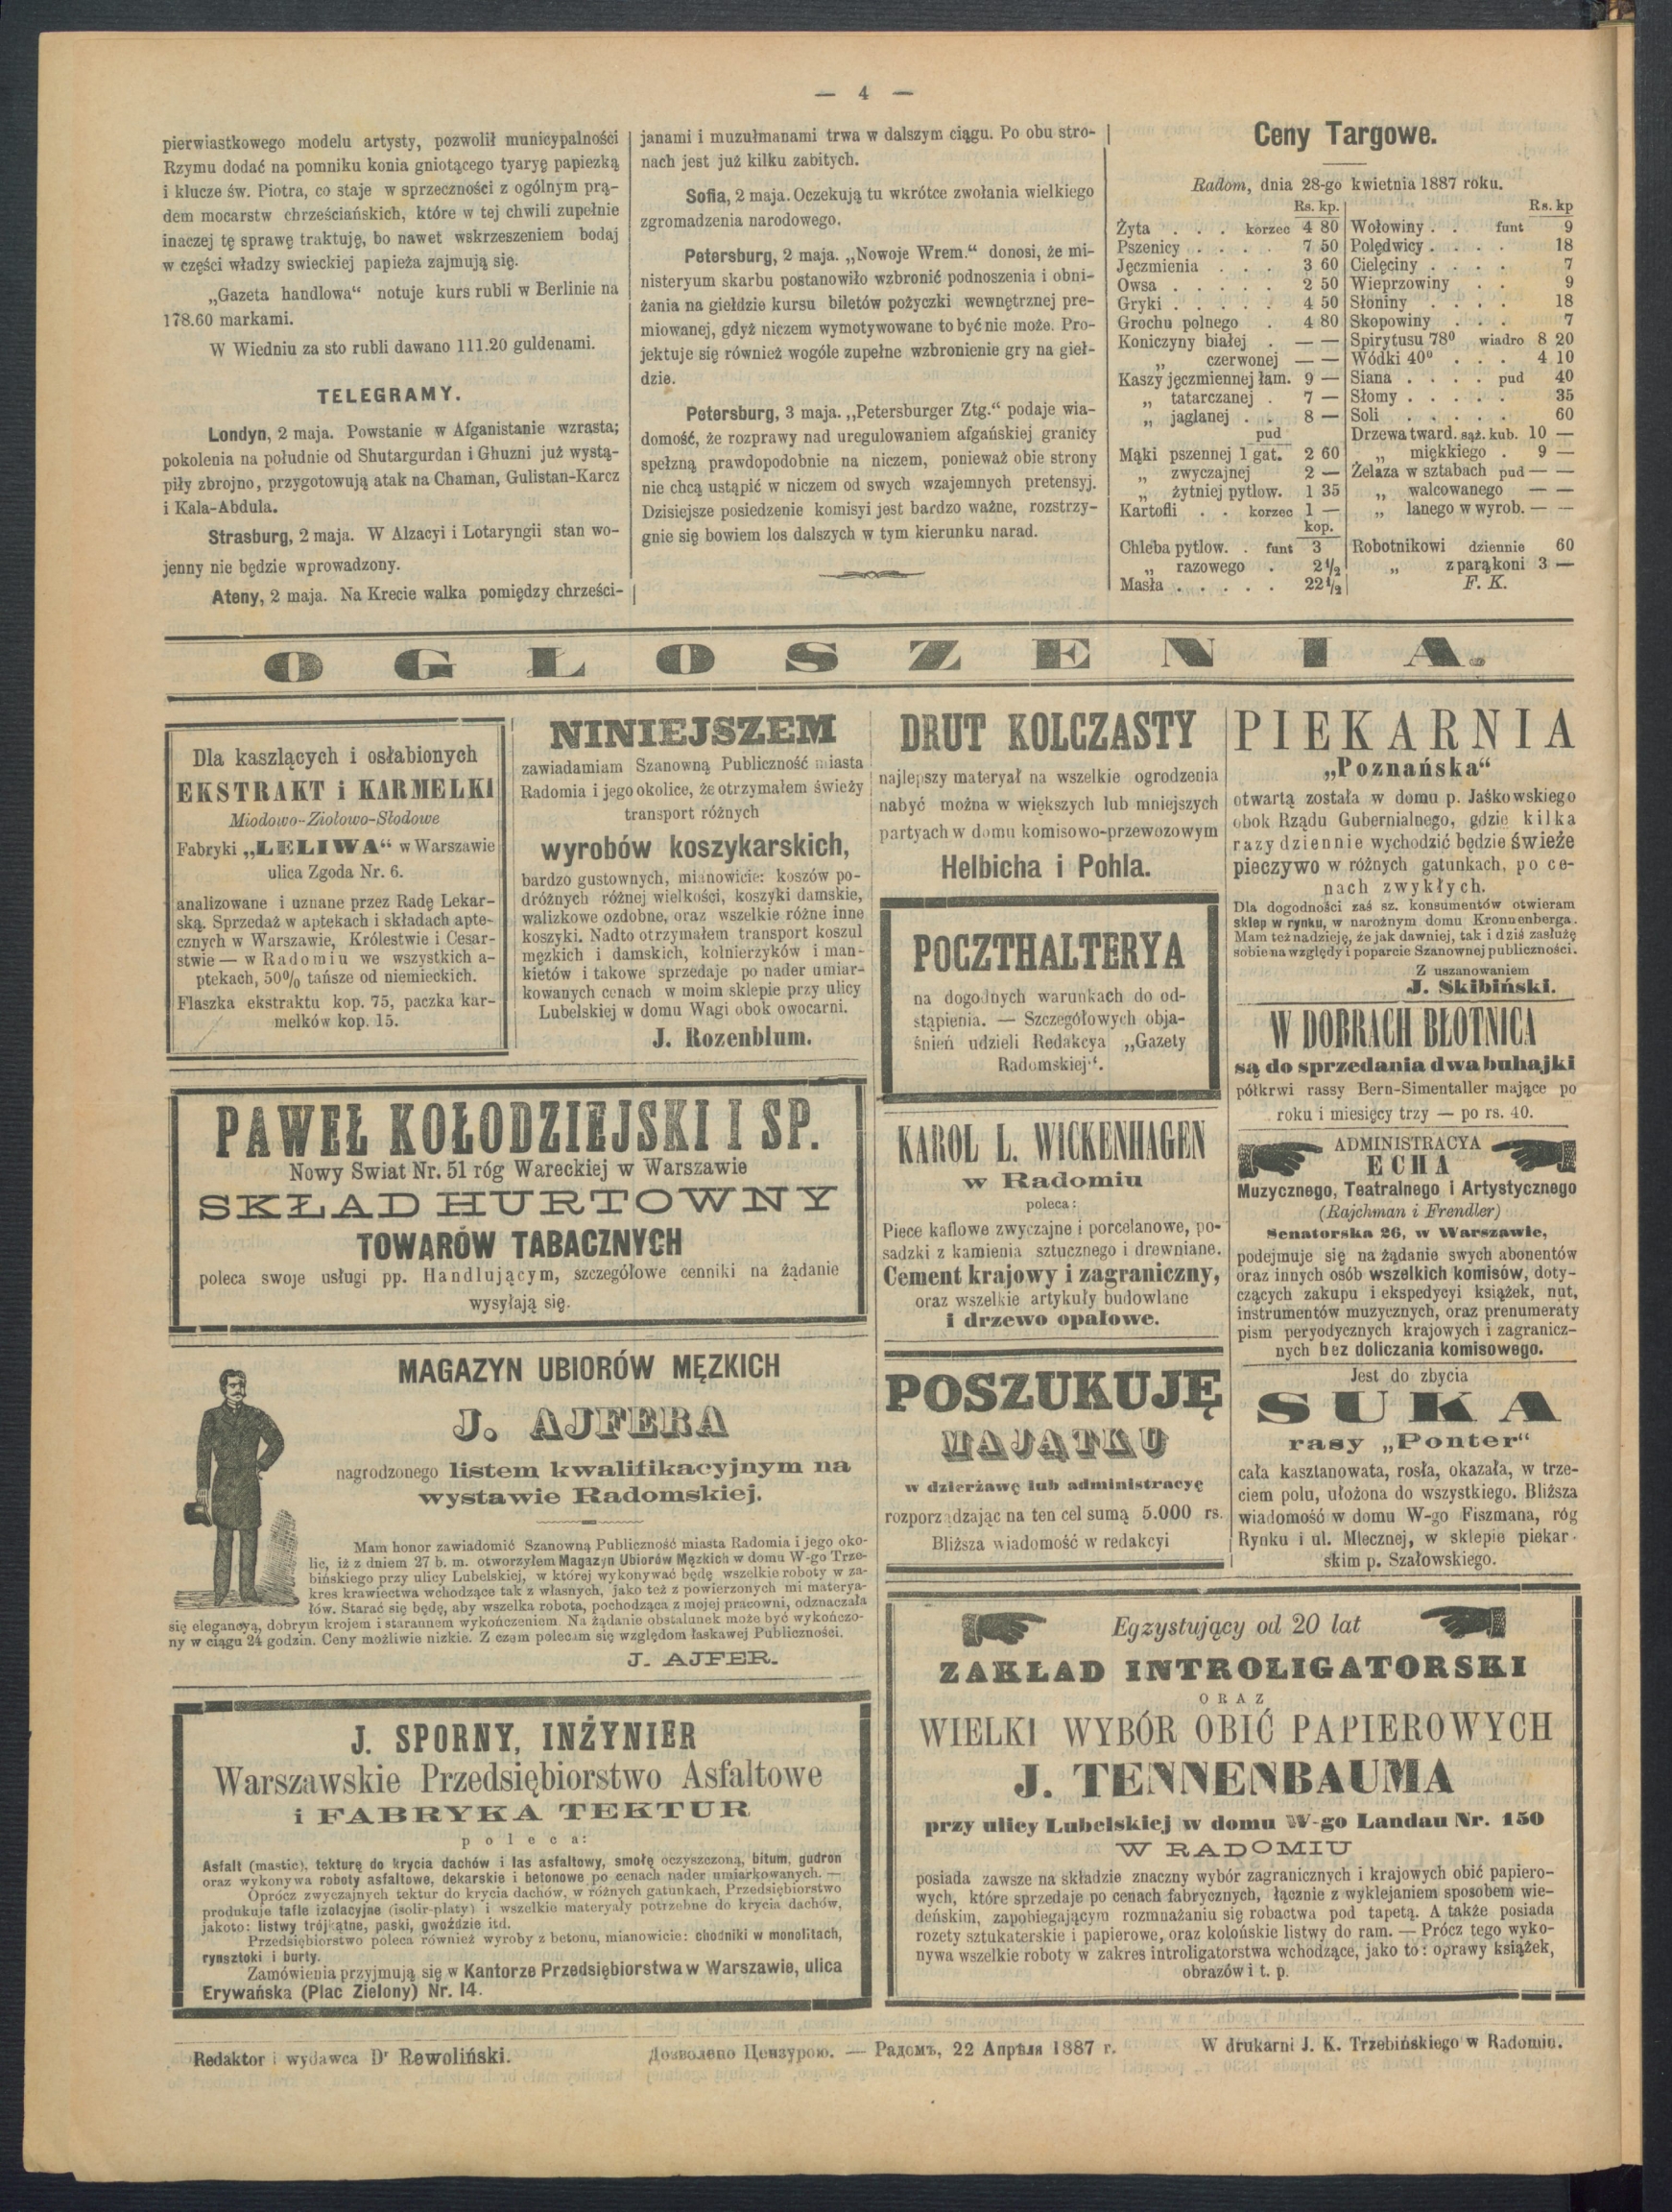 — 4 —
pierwiastkowego modelu artysty, pozwolił municypalności
Rzymu dodać na pomniku konia gniotącego tyaryę papiezką
i klucze św. Piotra, co staje w sprzeczności z ogólnym prą-
dem mocarstw chrześciańskich, które w tej chwili zupełnie
inaczej tę sprawę traktuję, bo nawet wskrzeszeniem bodaj
w części władzy swieckiej papieża zajmują się.
„Gazeta handlowa“ notuje kurs rubli w Berlinie na
178.60 markami.
W Wiedniu za sto rubli dawano 111.20 guldenami.
TELEGRAMY.
Londyn, 2 maja. Powstanie w Afganistanie wzrasta;
pokolenia na południe od Shutargurdan i Ghuzni już wystą-
piły zbrojno, przygotowują atak na Chaman, Gulistan-Karcz
i Kala-Abdula.
Strasburg, 2 maja. W Alzacyi i Lotaryngii stan wo-
jenny nie będzie wprowadzony.
Ateny, 2 maja. Na Krecie walka pomiędzy chrześci-
janami i muzułmanami trwa w dalszym ciągu. Po obu stro-
nach jest już kilku zabitych.
Sofia, 2 maja. Oczekują tu wkrótce zwołania wielkiego
zgromadzenia narodowego.
Petersburg, 2 maja. „Nowoje Wrem.“ donosi, że mi-
nisteryum skarbu postanowiło wzbronić podnoszenia i obni-
żania na giełdzie kursu biletów pożyczki wewnętrznej pre-
miowanej, gdyż niczem wymotywowane to być nie może. Pro-
jektuje się również wogóle zupełne wzbronienie gry na gieł-
dzie.
Petersburg, 3 maja. „Petersburger Ztg.“ podaje wia-
domość, że rozprawy nad uregulowaniem afgańskiej granicy
spełzną prawdopodobnie na niczem, ponieważ obie strony
nie chcą ustąpić w niczem od swych wzajemnych pretensyj.
Dzisiejsze posiedzenie komisyi jest bardzo ważne, rozstrzy-
gnie się bowiem los dalszych w tym kierunku narad.
Ceny Targowe.
Radom, dnia 28-go kwietnia 1887 roku.
Rs. kp.
Żyta . . . korzec 4 80
Pszenicy . . . . 7 50
Jęczmienia . . . 3 60
Owsa . . . . . 2 50
Gryki . . . . . 4 50
Grochu polnego . 4 80
Koniczyny białej . — —
„ czerwonej — —
Kaszy jęczmiennej łam. 9 —
„ tatarczanej . 7 —
„ jaglanej . . 8 —
pud
Mąki pszennej 1 gat. 2 60
„ zwyczajnej 2 —
„ żytniej pytlow. 1 35
Kartofli . . korzec 1 —
kop.
Chleba pytlow. . funt 3
„ razowego . 2½
Masła . . . . . 22½
Rs. kp
Wołowiny . . funt 9
Polędwicy . . . . 18
Cielęciny . . . . 7
Wieprzowiny . . 9
Słoniny . . . . 18
Skopowiny . . . 7
Spirytusu 78⁰ wiadro 8 20
Wódki 40⁰ . . . 4 10
Siana . . . . pud 40
Słomy . . . . . 35
Soli . . . . . 60
Drzewa tward. sąż. kub. 10 —
„ miękkiego . 9 —
Żelaza w sztabach pud — —
„ walcowanego — —
„ lanego w wyrob. — —
Robotnikowi dziennie 60
„ z parą koni 3 —
F. K.
OGŁOSZENIA.
Dla kaszlących i osłabionych
EKSTRAKT i KARMELKI
Miodowo-Ziołowo-Słodowe
Fabryki „LELIWA“ w Warszawie
ulica Zgoda Nr. 6.
analizowane i uznane przez Radę Lekar-
ską. Sprzedaż w aptekach i składach apte-
cznych w Warszawie, Królestwie i Cesar-
stwie — w Radomiu we wszystkich a-
ptekach, 50% tańsze od niemieckich.
Flaszka ekstraktu kop. 75, paczka kar-
melków kop. 15.
NINIEJSZEM
zawiadamiam Szanowną Publiczność miasta
Radomia i jego okolice, że otrzymałem świeży
transport różnych
wyrobów koszykarskich,
bardzo gustownych, mianowicie: koszów po-
dróżnych różnej wielkości, koszyki damskie,
walizkowe ozdobne, oraz wszelkie różne inne
koszyki. Nadto otrzymałem transport koszul
męzkich i damskich, kołnierzyków i man-
kietów i takowe sprzedaje po nader umiar-
kowanych cenach w moim sklepie przy ulicy
Lubelskiej w domu Wagi obok owocarni.
J. Rozenblum.
DRUT KOLCZASTY
najlepszy materyał na wszelkie ogrodzenia
nabyć można w większych lub mniejszych
partyach w domu komisowo-przewozowym
Helbicha i Pohla.
POCZTHALTERYA
na dogodnych warunkach do od-
stąpienia. — Szczegółowych obja-
śnień udzieli Redakcya „Gazety
Radomskiej“.
KAROL L. WICKENHAGEN
w Radomiu
poleca:
Piece kaflowe zwyczajne i porcelanowe, po-
sadzki z kamienia sztucznego i drewniane.
Cement krajowy i zagraniczny,
oraz wszelkie artykuły budowlane
i drzewo opałowe.
POSZUKUJĘ
MAJĄTKU
w dzierżawę lub administracyę
rozporządzając na ten cel sumą 5.000 rs.
Bliższa wiadomość w redakcyi
PIEKARNIA
„Poznańska“
otwartą została w domu p. Jaśkowskiego
obok Rządu Gubernialnego, gdzie kilka
razy dziennie wychodzić będzie świeże
pieczywo w różnych gatunkach, po ce-
nach zwykłych.
Dla dogodności zaś sz. konsumentów otwieram
sklep w rynku, w narożnym domu Kronenberga.
Mam też nadzieję, że jak dawniej, tak i dziś zasłużę
sobie na względy i poparcie Szanownej publiczności.
Z uszanowaniem
J. Skibiński.
W DOBRACH BŁOTNICA
są do sprzedania dwa buhajki
półkrwi rassy Bern-Simentaller mające po
roku i miesięcy trzy — po rs. 40.
ADMINISTRACYA
ECHA
Muzycznego, Teatralnego i Artystycznego
(Rajchman i Frendler)
Senatorska 26, w Warszawie,
podejmuje się na żądanie swych abonentów
oraz innych osób wszelkich komisów, doty-
czących zakupu i ekspedycyi książek, nut,
instrumentów muzycznych, oraz prenumeraty
pism peryodycznych krajowych i zagranicz-
nych bez doliczania komisowego.
Jest do zbycia
SUKA
rasy „Ponter“
cała kasztanowata, rosła, okazała, w trze-
ciem polu, ułożona do wszystkiego. Bliższa
wiadomość w domu W-go Fiszmana, róg
Rynku i ul. Mlecznej, w sklepie piekar-
skim p. Szałowskiego.
PAWEŁ KOŁODZIEJSKI I SP.
Nowy Swiat Nr. 51 róg Wareckiej w Warszawie
SKŁAD HURTOWNY
TOWARÓW TABACZNYCH
poleca swoje usługi pp. Handlującym, szczegółowe cenniki na żądanie
wysyłają się.
MAGAZYN UBIORÓW MĘZKICH
J. AJFERA
nagrodzonego listem kwalifikacyjnym na
wystawie Radomskiej.
Mam honor zawiadomić Szanowną Publiczność miasta Radomia i jego oko-
lic, iż z dniem 27 b. m. otworzyłem Magazyn Ubiorów Męzkich w domu W-go Trze-
bińskiego przy ulicy Lubelskiej, w której wykonywać będę wszelkie roboty w za-
kres krawiectwa wchodzące tak z własnych, jako też z powierzonych mi materya-
łów. Starać się będę, aby wszelka robota, pochodząca z mojej pracowni, odznaczała
się elegancyą, dobrym krojem i starannem wykończeniem. Na żądanie obstalunek może być wykończo-
ny w ciągu 24 godzin. Ceny możliwie nizkie. Z czem polecam się względom łaskawej Publiczności.
J. AJFER.
J. SPORNY, INŻYNIER
Warszawskie Przedsiębiorstwo Asfaltowe
i FABRYKA TEKTUR
poleca:
Asfalt (mastic), tekturę do krycia dachów i las asfaltowy, smołę oczyszczoną, bitum, gudron
oraz wykonywa roboty asfaltowe, dekarskie i betonowe po cenach nader umiarkowanych. —
Oprócz zwyczajnych tektur do krycia dachów, w różnych gatunkach, Przedsiębiorstwo
produkuje tafle izolacyjne (isolir-platy) i wszelkie materyały potrzebne do krycia dachów,
jakoto: listwy trójkątne, paski, gwoździe itd.
Przedsiębiorstwo poleca również wyroby z betonu, mianowicie: chodniki w monolitach,
rynsztoki i burty.
Zamówienia przyjmują się w Kantorze Przedsiębiorstwa w Warszawie, ulica
Erywańska (Plac Zielony) Nr. 14.
Egzystujący od 20 lat
ZAKŁAD INTROLIGATORSKI
ORAZ
WIELKI WYBÓR OBIĆ PAPIEROWYCH
J. TENNENBAUMA
przy ulicy Lubelskiej w domu W-go Landau Nr. 150
W RADOMIU
posiada zawsze na składzie znaczny wybór zagranicznych i krajowych obić papiero-
wych, które sprzedaje po cenach fabrycznych, łącznie z wyklejaniem sposobem wie-
deńskim, zapobiegającym rozmnażaniu się robactwa pod tapetą. A także posiada
rozety sztukaterskie i papierowe, oraz kolońskie listwy do ram. — Prócz tego wyko-
nywa wszelkie roboty w zakres introligatorstwa wchodzące, jako to: oprawy książek,
obrazów i t. p.
Redaktor i wydawca Dr Rewoliński.
Дозволено Цензурою. — Радомъ, 22 Апрѣля 1887 г.
W drukarni J. K. Trzebińskiego w Radomiu.